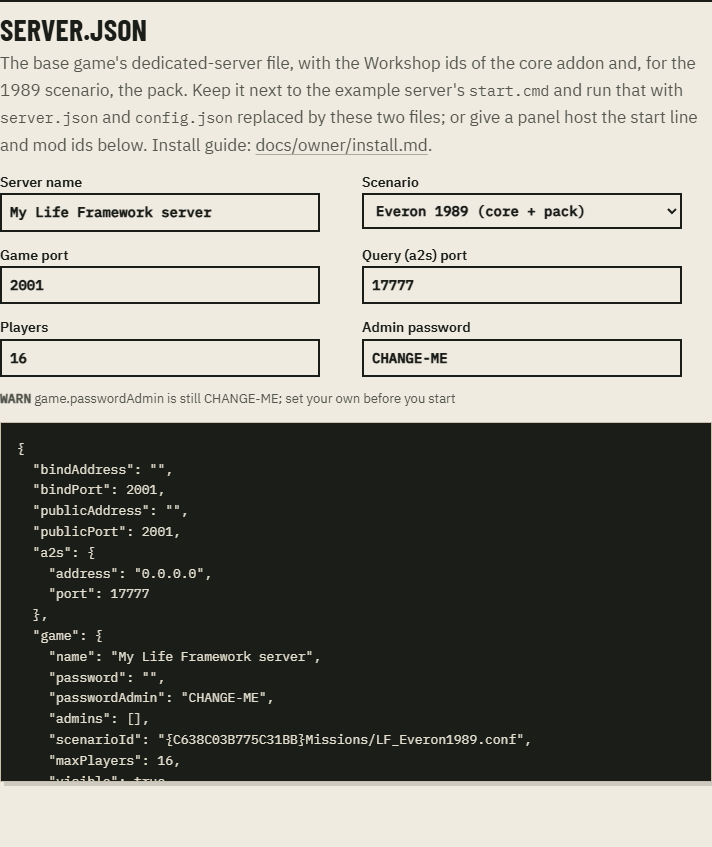 SERVER.JSON
The base game's dedicated-server file, with the Workshop ids of the core addon and, for the
1989 scenario, the pack. Keep it next to the example server's start.cmd and run that with
server.json and config.json replaced by these two files; or give a panel host the start line
and mod ids below. Install guide: docs/owner/install.md.
Server name
Scenario
My Life Framework server
Everon 1989 (core + pack)
Game port
Query (a2s) port
2001
17777
Players
Admin password
16
CHANGE-ME
WARN game.passwordAdmin is still CHANGE-ME; set your own before you start
{
  "bindAddress": "",
  "bindPort": 2001,
  "publicAddress": "",
  "publicPort": 2001,
  "a2s": {
    "address": "0.0.0.0",
    "port": 17777
  },
  "game": {
    "name": "My Life Framework server",
    "password": "",
    "passwordAdmin": "CHANGE-ME",
    "admins": [],
    "scenarioId": "{C638C03B775C31BB}Missions/LF_Everon1989.conf",
    "maxPlayers": 16,
    "visible": true